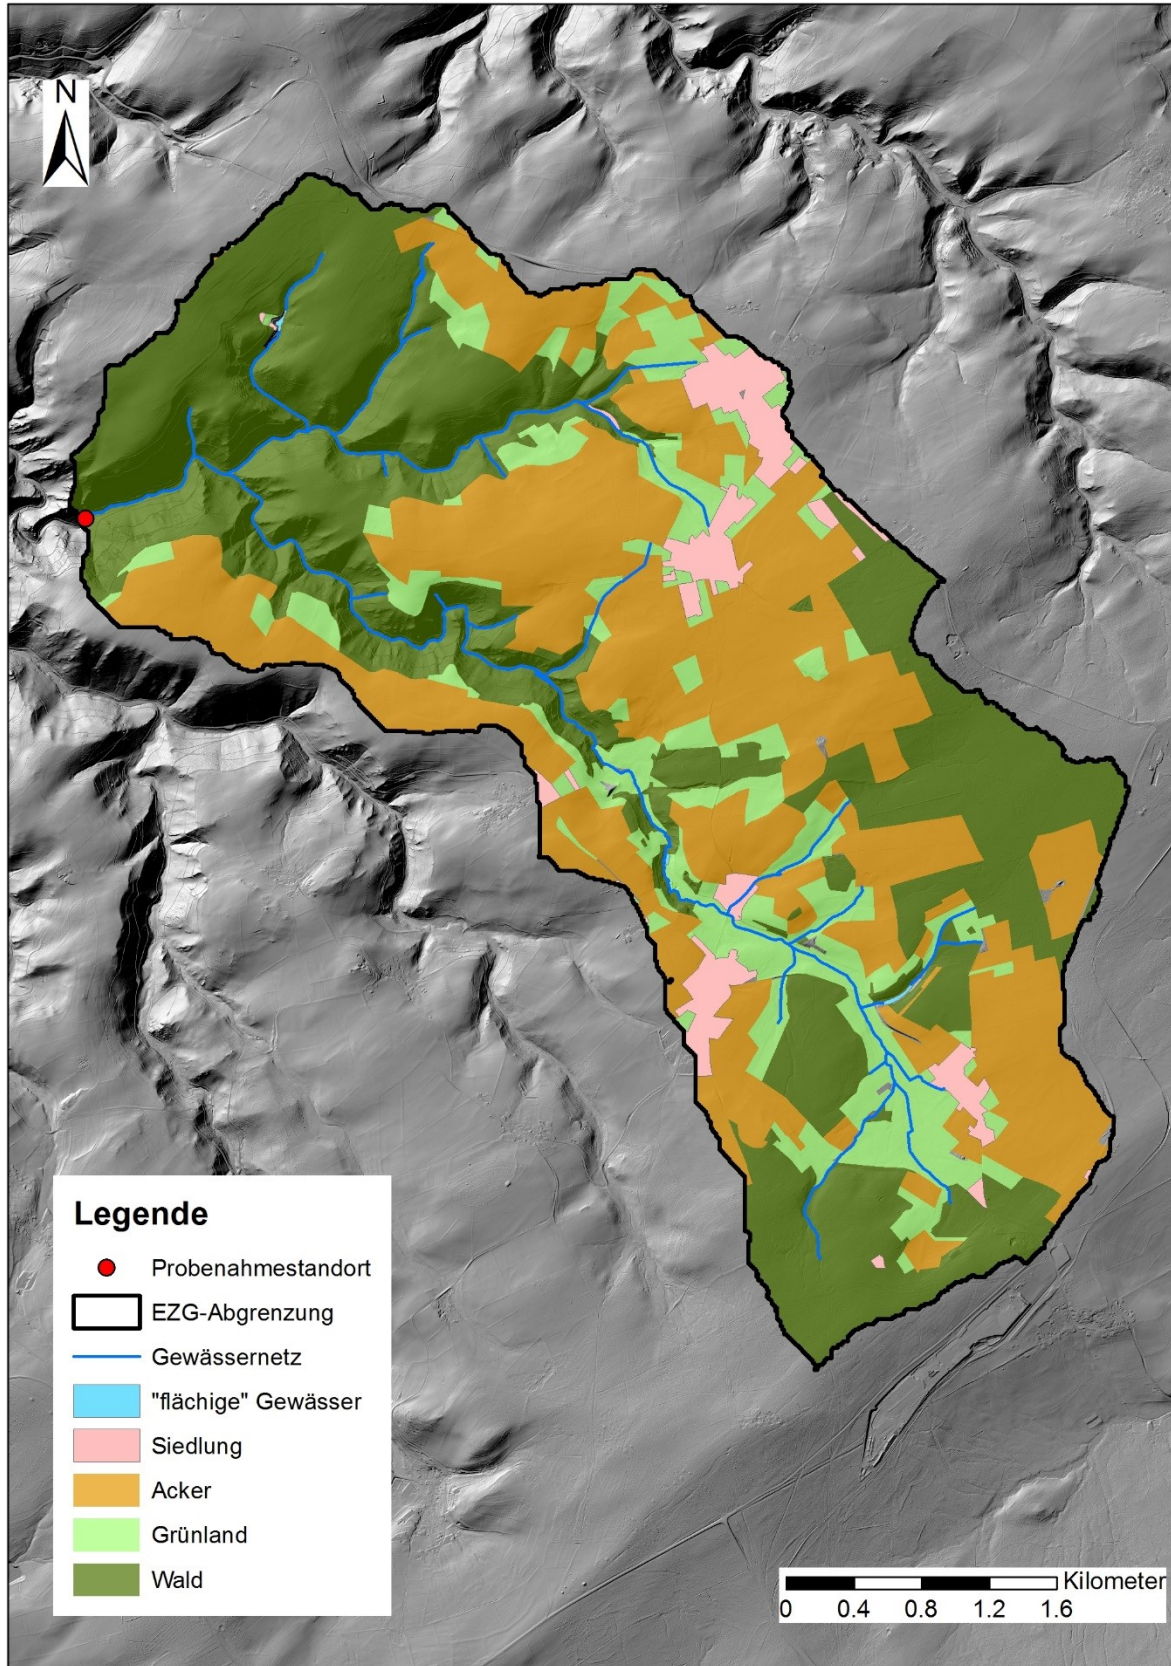 N
Legende
Probenahmestandort
EZG-Abgrenzung
Gewässernetz
"flächige" Gewässer
Siedlung
Acker
Grünland
Wald
Kilometer
0 0.4 0.8 1.2 1.6